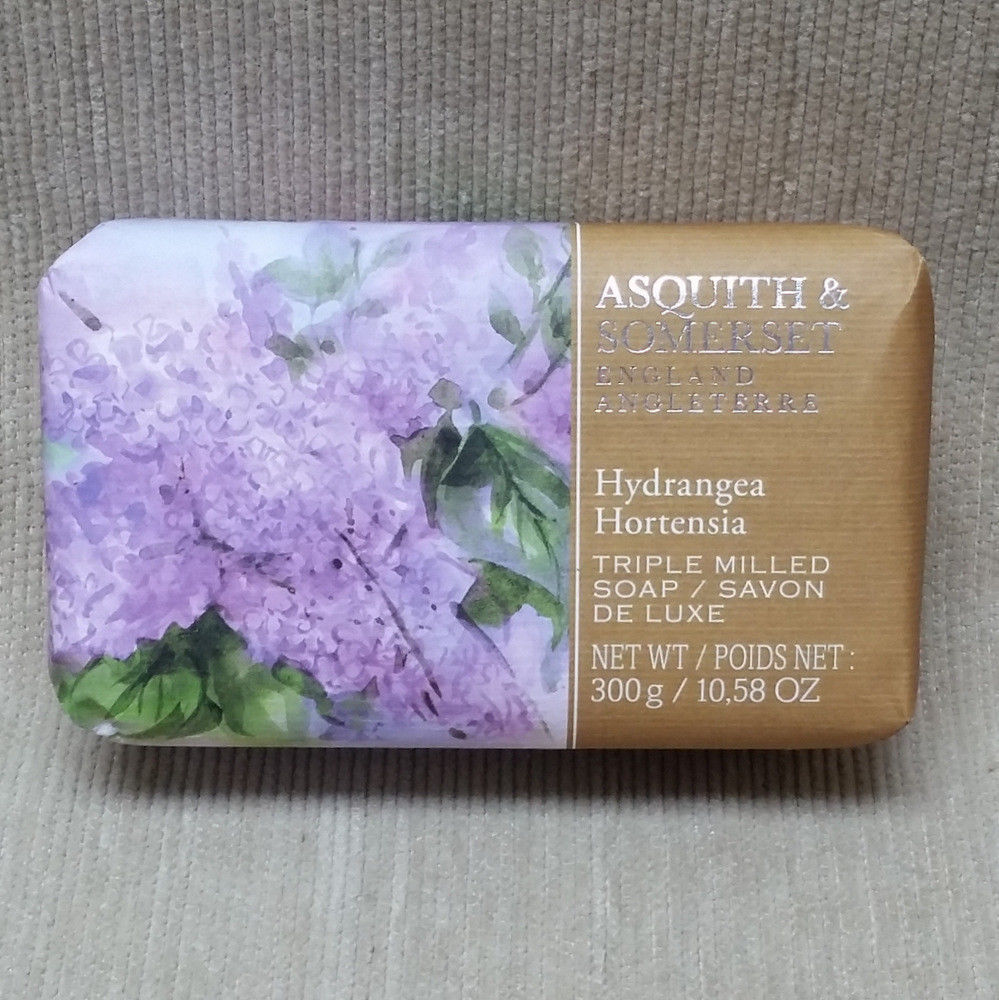 ASQUITH &
SOMERSET
ENGLAND
ANGLETERRE
Hydrangea
Hortensia
TRIPLE MILLED
SOAP / SAVON
DE LUXE
NET WT / POIDS NET :
300 g / 10,58 OZ